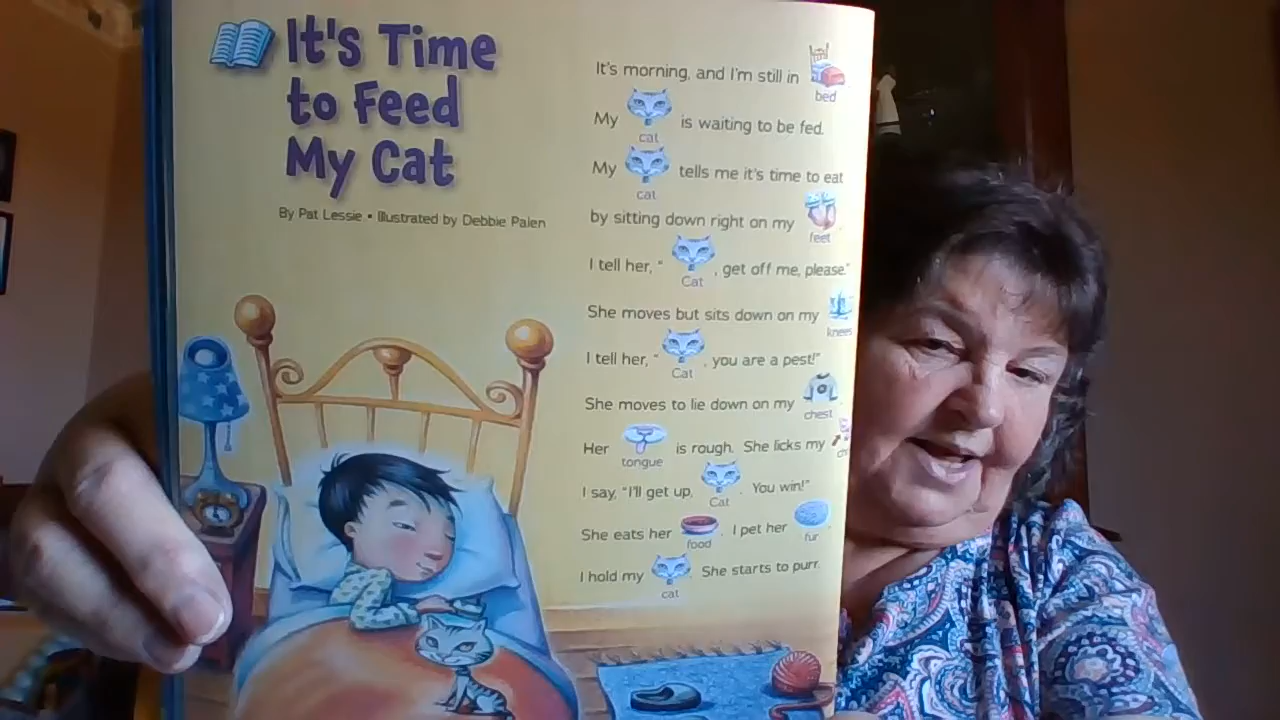 It's Time
to Feed
My Cat
By Pat Lessie • Illustrated by Debbie Palen
It's morning, and I'm still in
bed
My is waiting to be fed.
cat
My tells me it's time to eat
cat
by sitting down right on my
feet
I tell her, " , get off me, please."
Cat
She moves but sits down on my
knees
I tell her, " , you are a pest!"
Cat
She moves to lie down on my .
chest
Her is rough. She licks my
tongue
I say, "I'll get up, . You win!"
Cat
She eats her . I pet her .
food fur
I hold my . She starts to purr.
cat